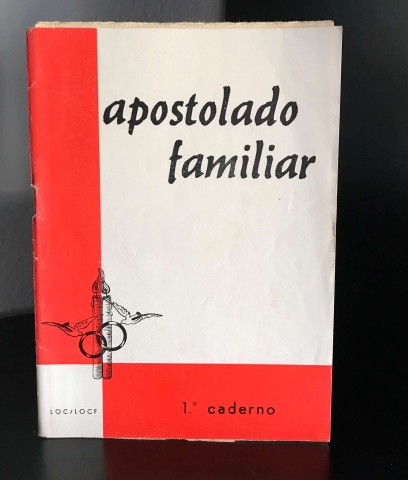 apostolado
familiar
LOC/LOCF
1.º caderno